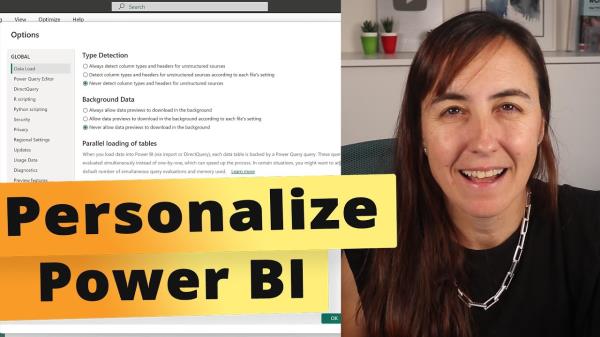 Search
View Optimize Help
Options
GLOBAL
Data Load
Power Query Editor
DirectQuery
R scripting
Python scripting
Security
Privacy
Regional Settings
Updates
Usage Data
Diagnostics
Preview features
Type Detection
Always detect column types and headers for unstructured sources
Detect column types and headers for unstructured sources according to each file's setting
Never detect column types and headers for unstructured sources
Background Data
Always allow data previews to download in the background
Allow data previews to download in the background according to each file's setting
Never allow data previews to download in the background
Parallel loading of tables
When you load data into Power BI (via import or DirectQuery), each data table is backed by a Power Query query. These
evaluated simultaneously instead of one-by-one, which can speed up the process. In certain situations, you might want to
default number of simultaneous query evaluations and memory used. Learn more
Personalize
Power BI
OK